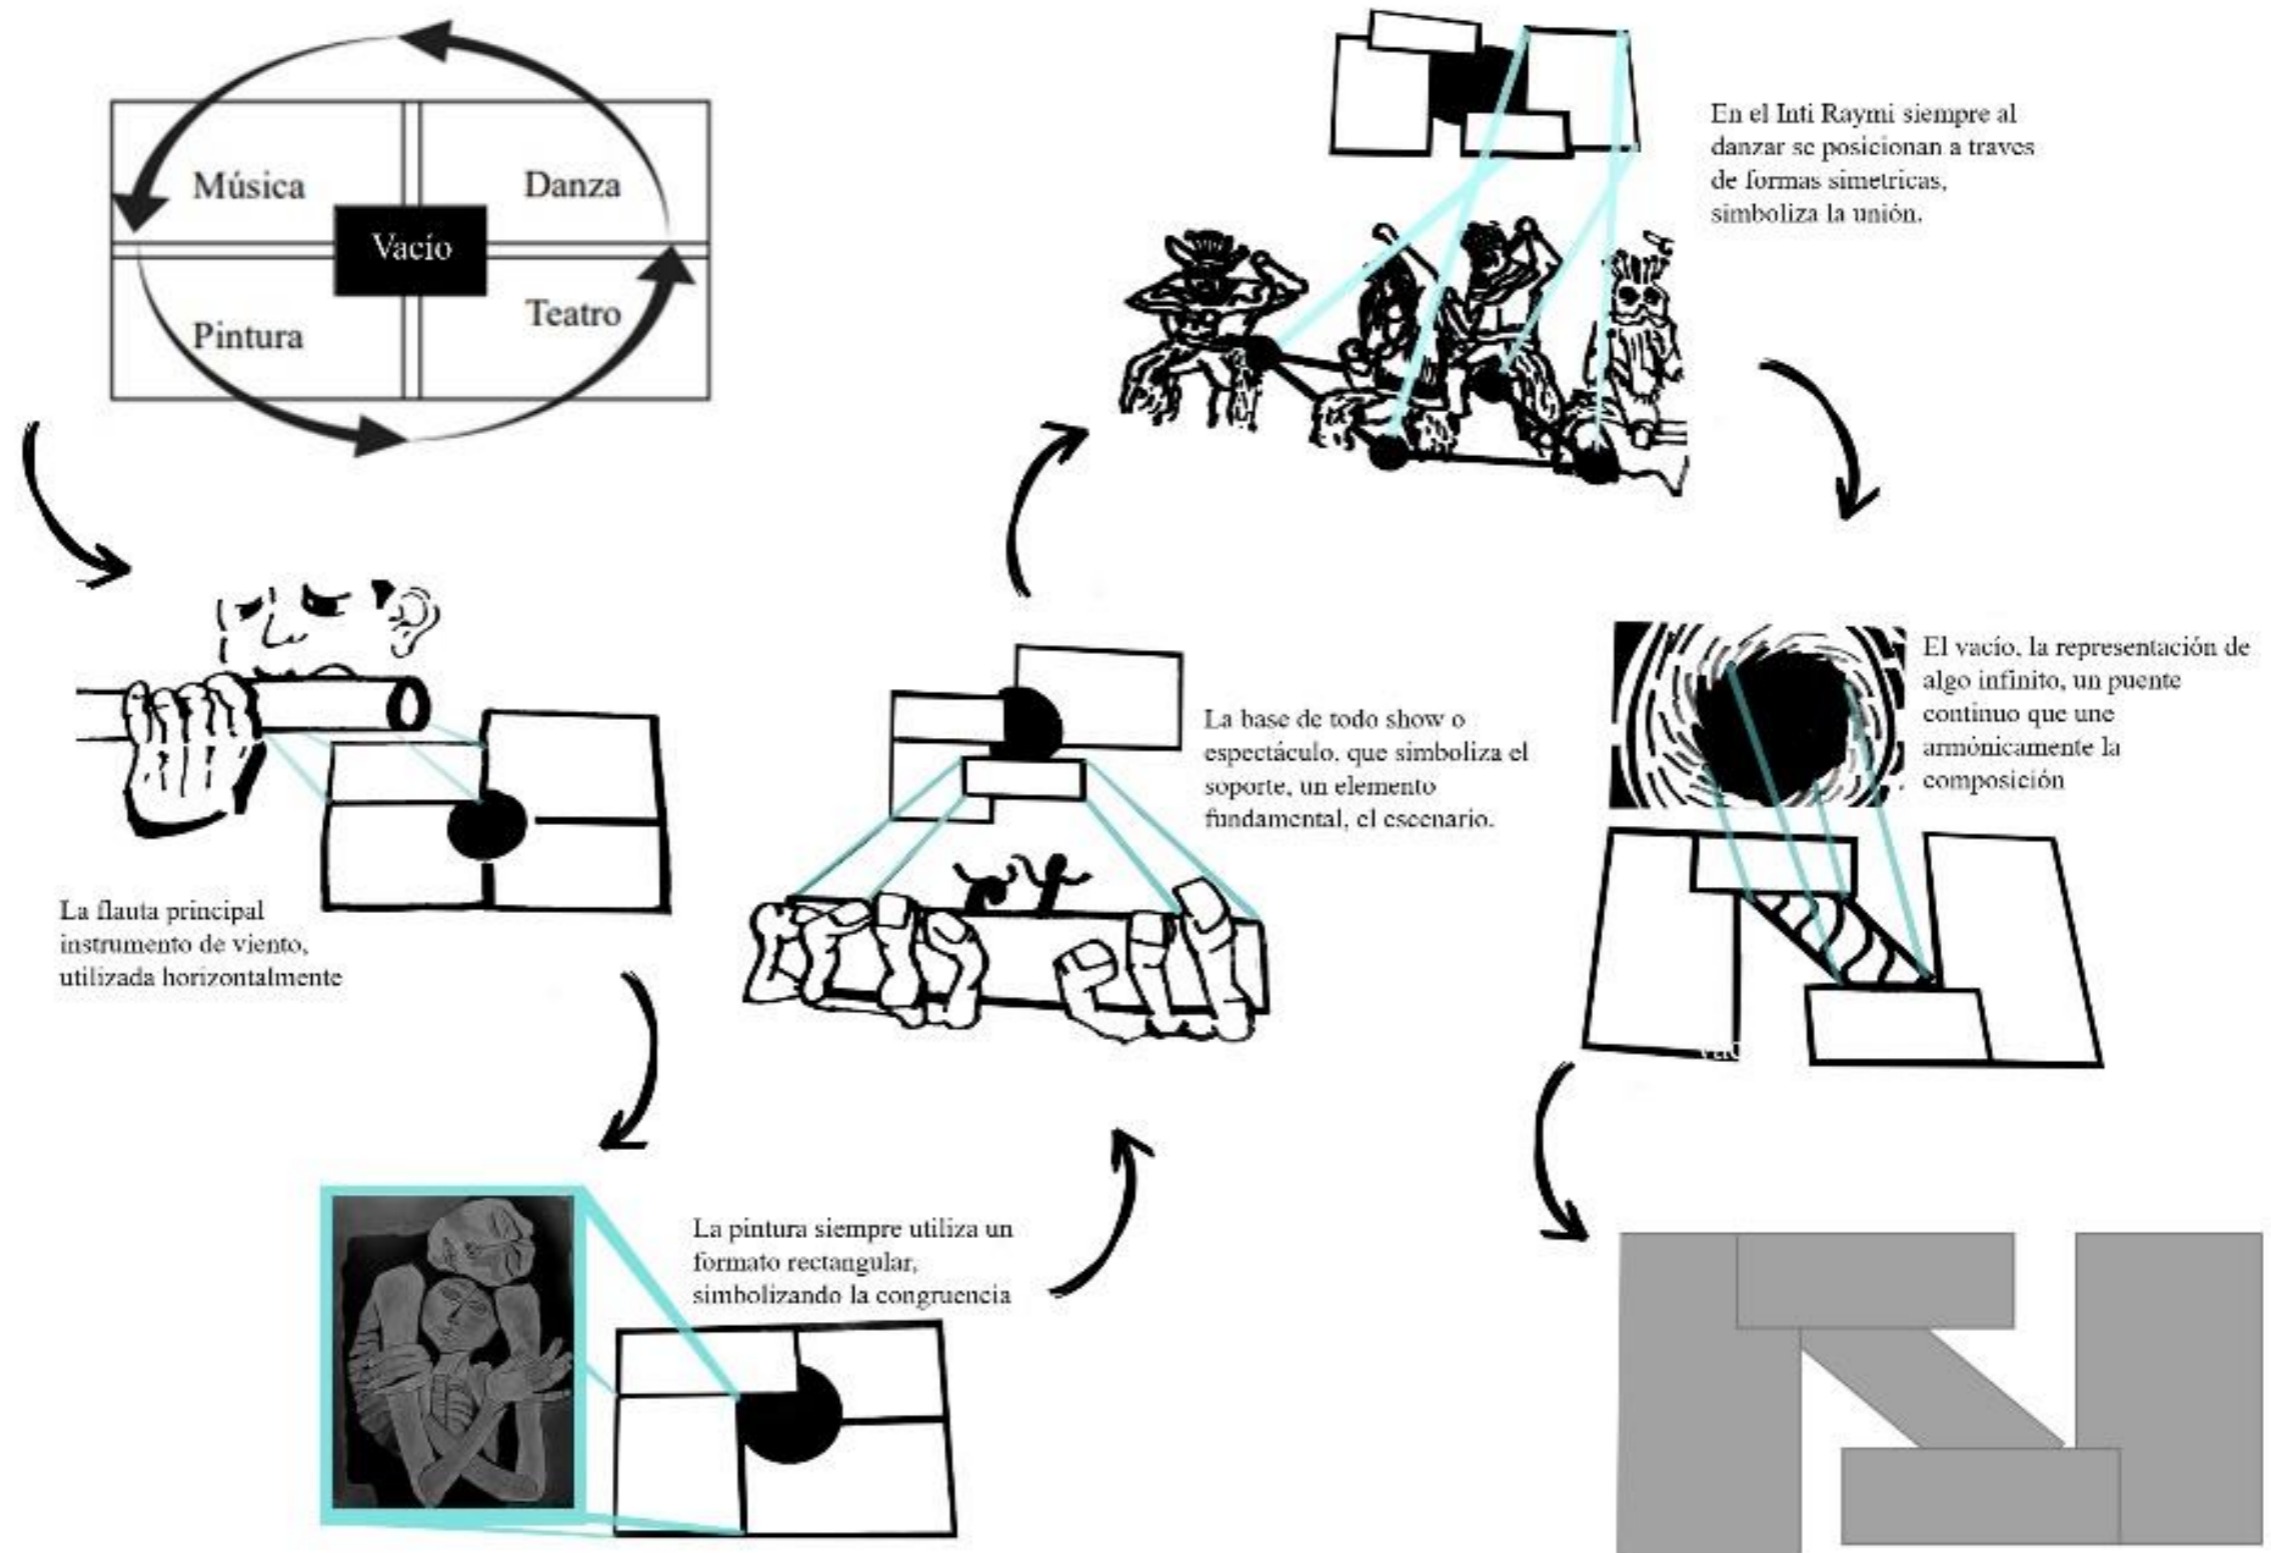 Música
Danza
Vacío
Pintura
Teatro
La flauta principal
instrumento de viento,
utilizada horizontalmente
La pintura siempre utiliza un
formato rectangular,
simbolizando la congruencia
La base de todo show o
espectáculo, que simboliza el
soporte, un elemento
fundamental, el escenario.
En el Inti Raymi siempre al
danzar se posicionan a traves
de formas simetricas,
simboliza la unión.
El vacío, la representación de
algo infinito, un puente
continuo que une
armónicamente la
composición